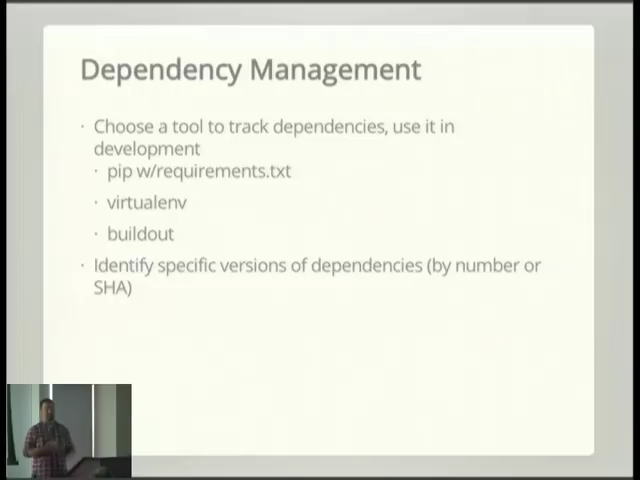 Dependency Management
· Choose a tool to track dependencies, use it in
development
· pip w/requirements.txt
· virtualenv
· buildout
· Identify specific versions of dependencies (by number or
SHA)